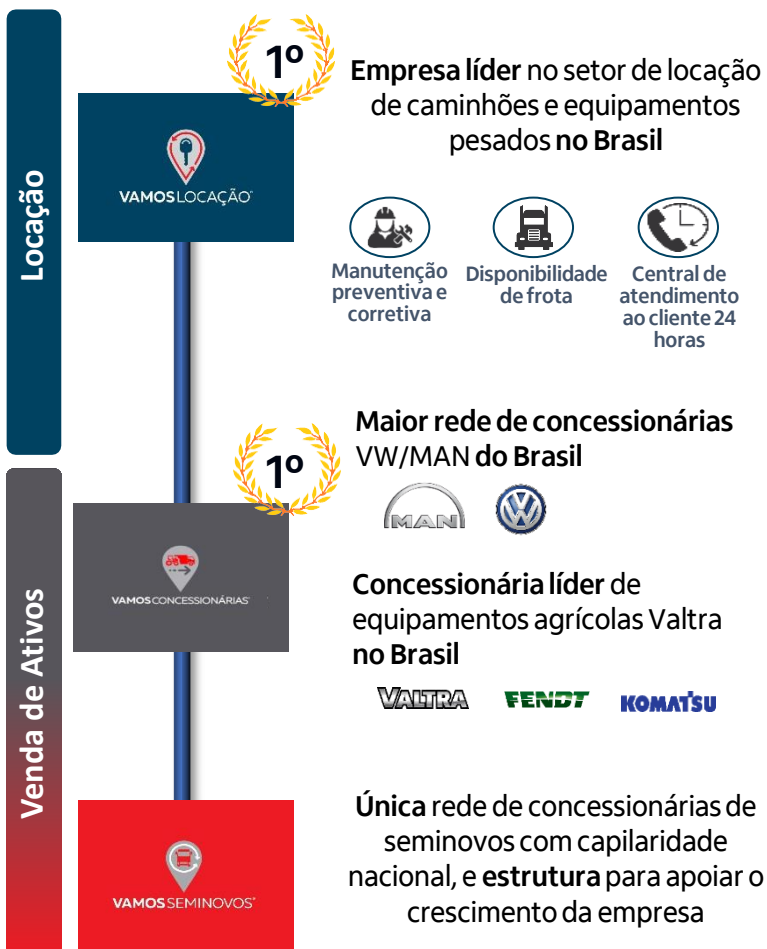 Locação
1º
VAMOS LOCAÇÃO
Empresa líder no setor de locação
de caminhões e equipamentos
pesados no Brasil
Manutenção
preventiva e
corretiva
Disponibilidade
de frota
Central de
atendimento
ao cliente 24
horas
Venda de Ativos
1º
VAMOS CONCESSIONÁRIAS
Maior rede de concessionárias
VW/MAN do Brasil
MAN
Concessionária líder de
equipamentos agrícolas Valtra
no Brasil
VALTRA
FENDT
KOMATSU
VAMOS SEMINOVOS
Única rede de concessionárias de
seminovos com capilaridade
nacional, e estrutura para apoiar o
crescimento da empresa